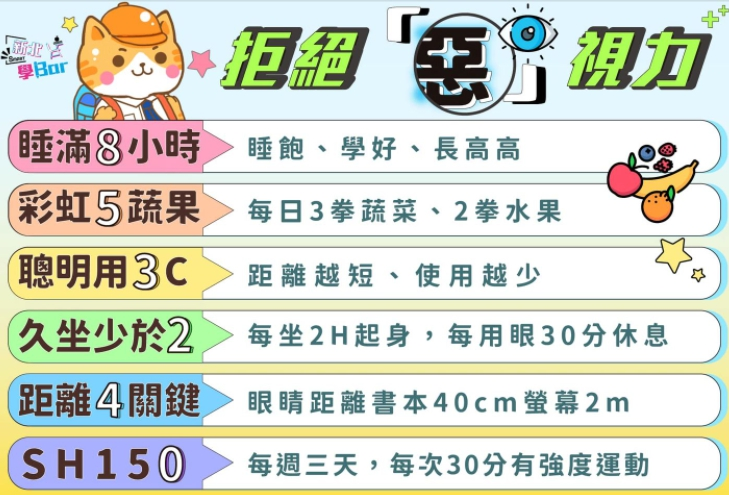 新北
Smart
學Bar
拒絕「惡」視力
睡滿8小時
睡飽、學好、長高高
彩虹5蔬果
每日3拳蔬菜、2拳水果
聰明用3C
距離越短、使用越少
久坐少於2
每坐2H起身，每用眼30分休息
距離4關鍵
眼睛距離書本40cm螢幕2m
SH150
每週三天，每次30分有強度運動